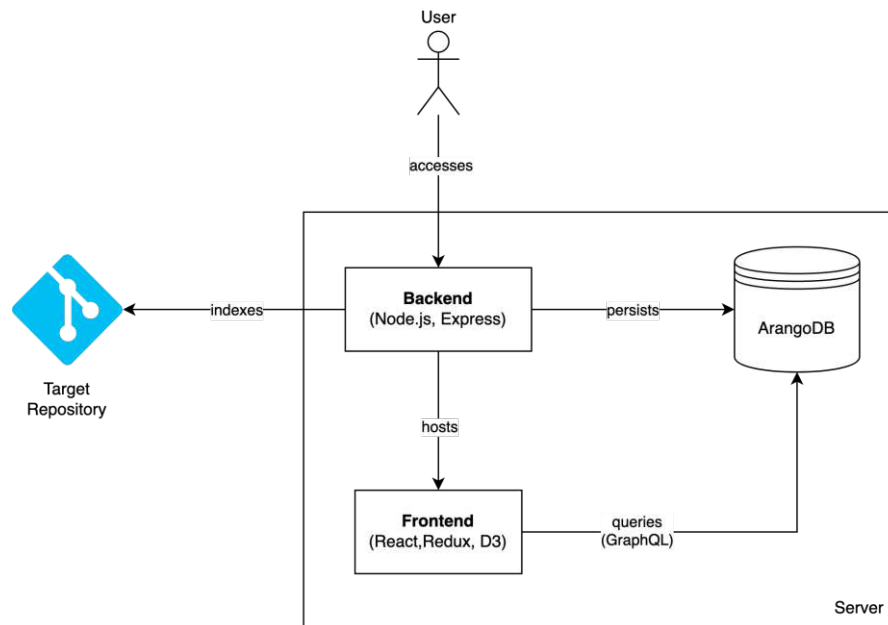 User
accesses
Backend
(Node.js, Express)
indexes
persists
ArangoDB
Target
Repository
hosts
Frontend
(React,Redux, D3)
queries
(GraphQL)
Server